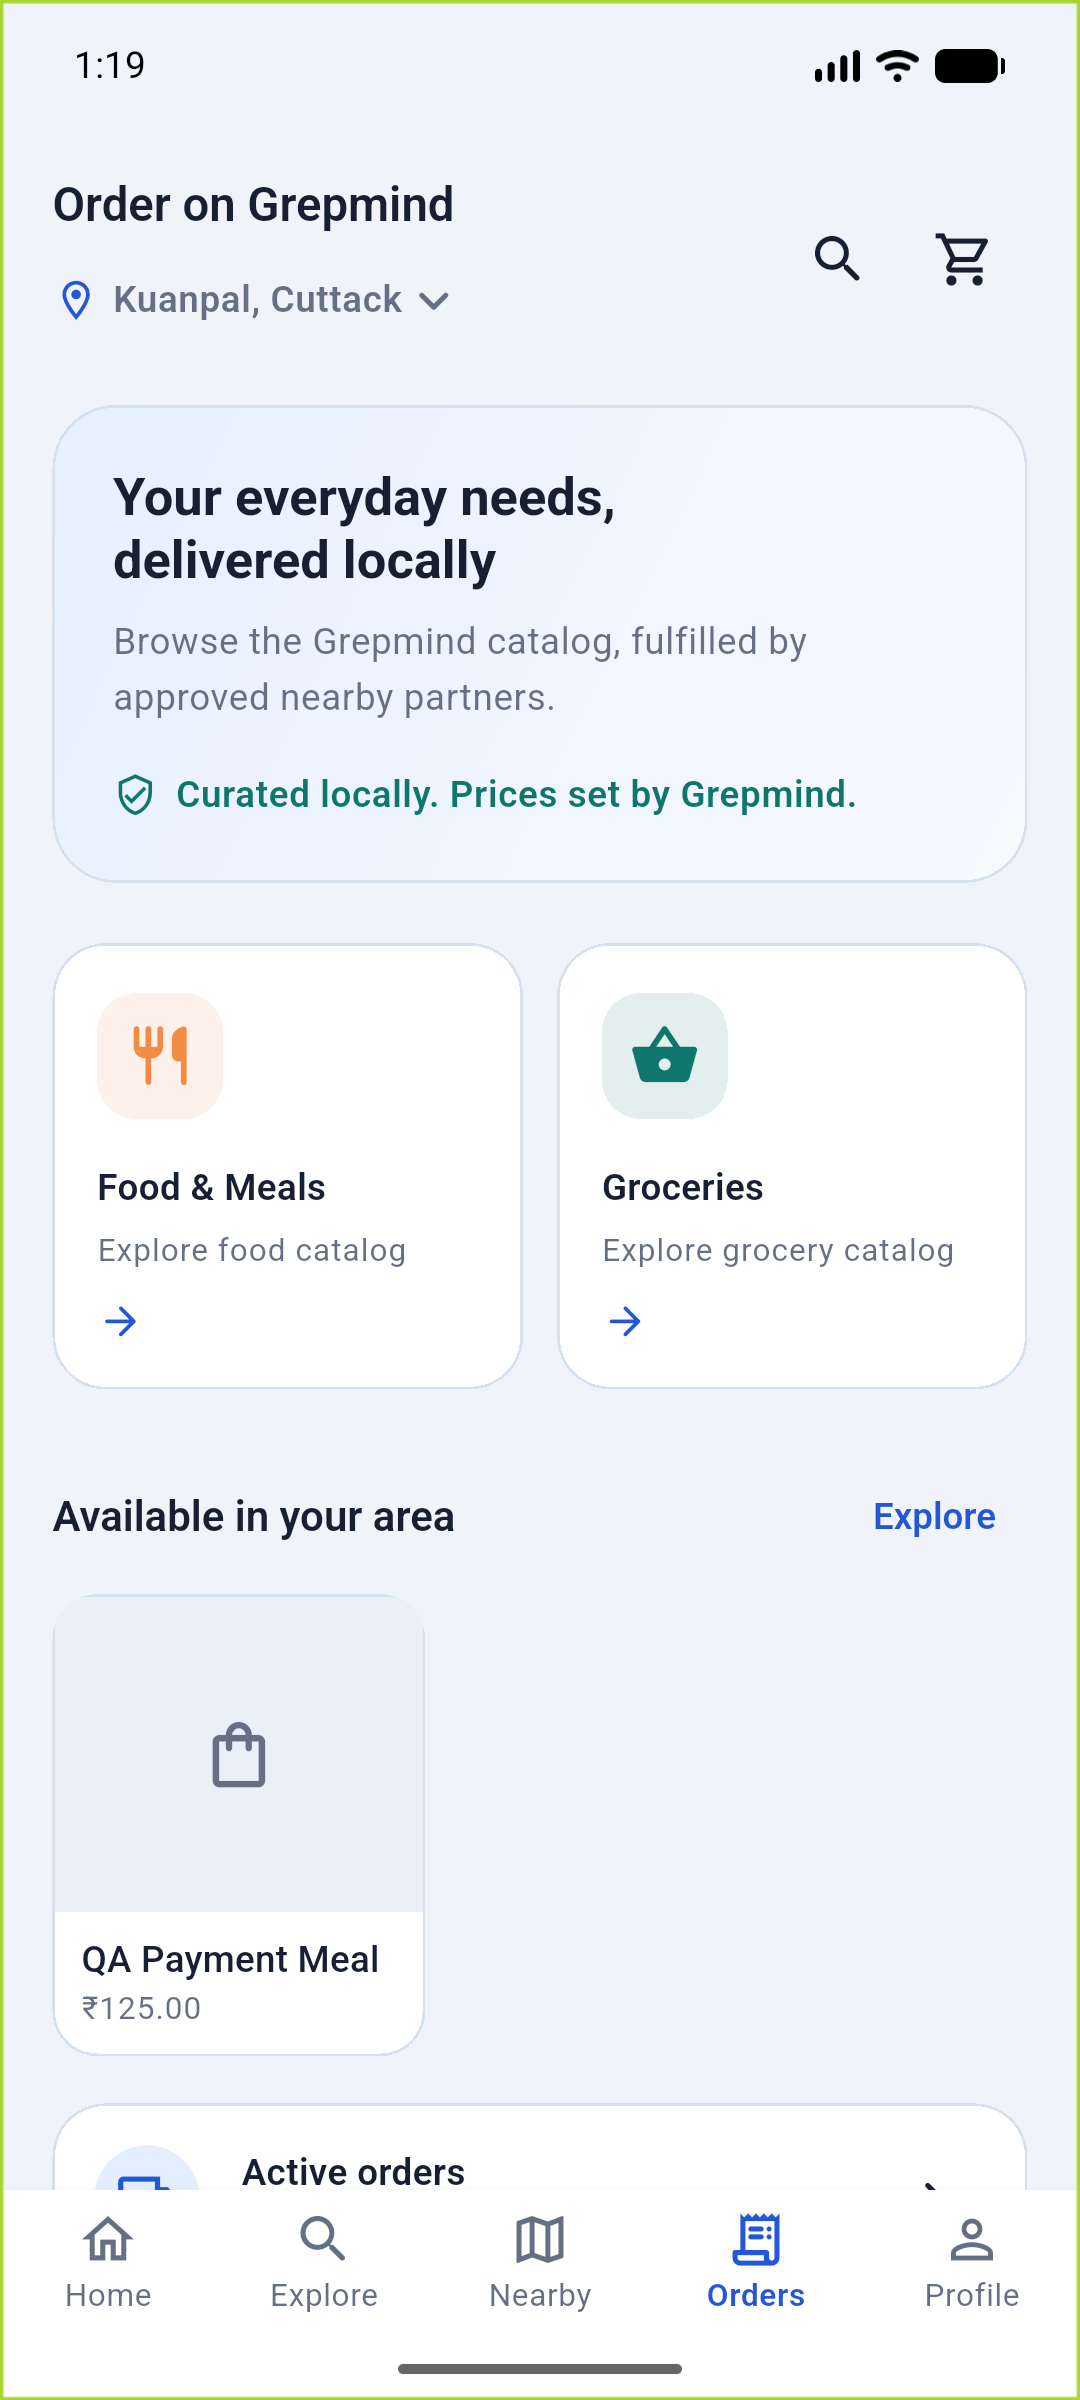 1:19
Order on Grepmind
Kuanpal, Cuttack
Your everyday needs,
delivered locally
Browse the Grepmind catalog, fulfilled by
approved nearby partners.
Curated locally. Prices set by Grepmind.
Food & Meals
Explore food catalog
Groceries
Explore grocery catalog
Available in your area
Explore
QA Payment Meal
₹125.00
Active orders
Home
Explore
Nearby
Orders
Profile